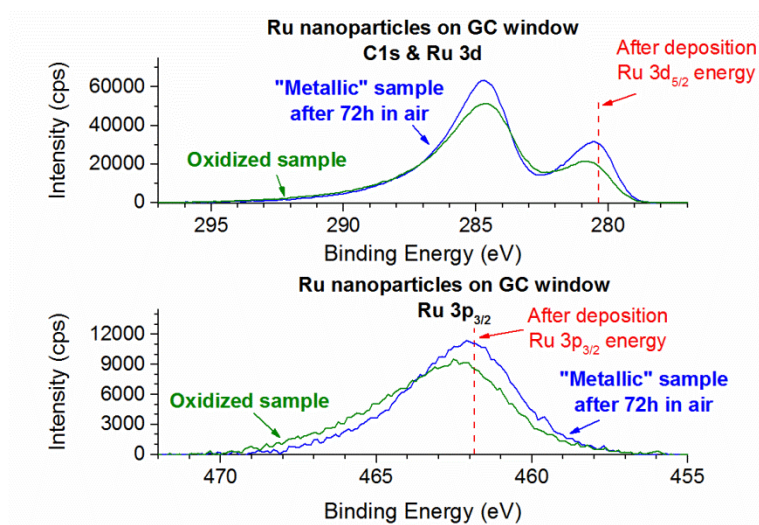 Ru nanoparticles on GC window
C1s & Ru 3d
After deposition
Ru 3d5/2 energy
"Metallic" sample
after 72h in air
Oxidized sample
Intensity (cps)
60000
40000
20000
0
295
290
285
280
Binding Energy (eV)
Ru nanoparticles on GC window
Ru 3p3/2
After deposition
Ru 3p3/2 energy
"Metallic" sample
after 72h in air
Oxidized sample
Intensity (cps)
12000
9000
6000
3000
0
470
465
460
455
Binding Energy (eV)